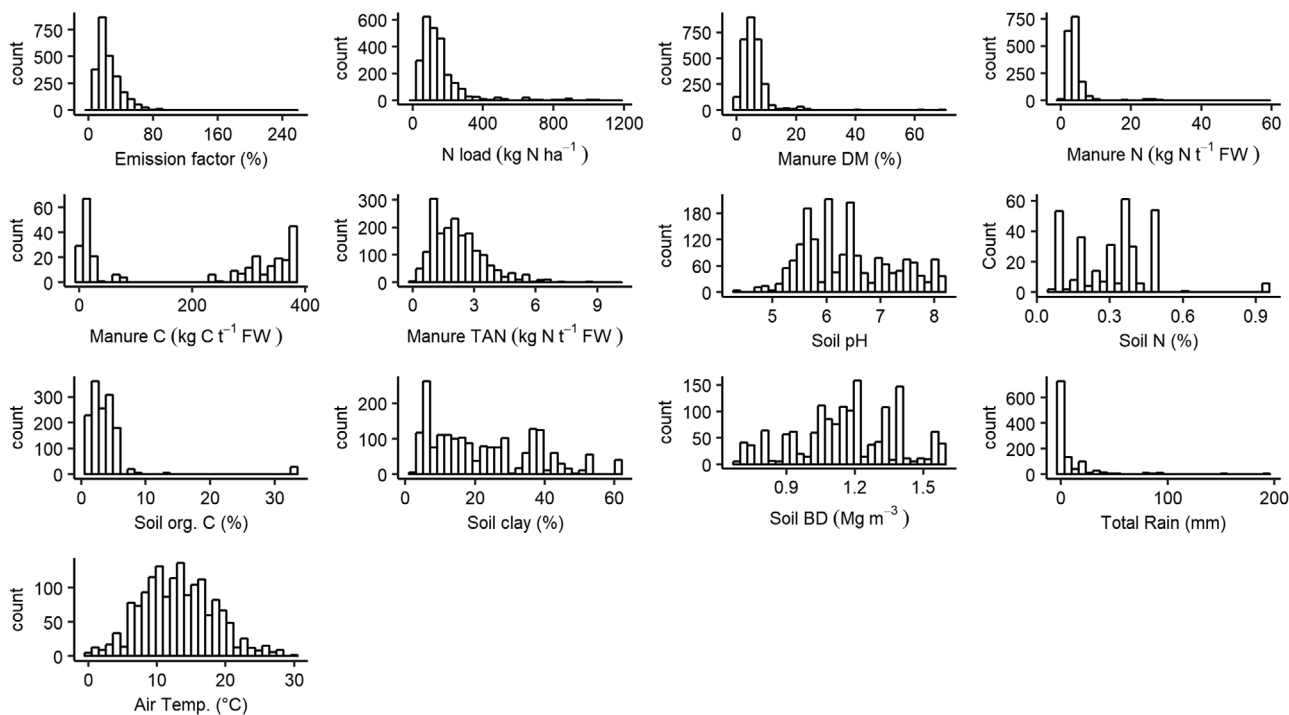 count
750
500
250
0
0 80 160 240
Emission factor (%)
count
600
400
200
0
0 400 800 1200
N load (kg N ha⁻¹)
count
750
500
250
0
0 20 40 60
Manure DM (%)
count
750
500
250
0
0 20 40 60
Manure N (kg N t⁻¹ FW)
count
60
40
20
0
0 200 400
Manure C (kg C t⁻¹ FW)
count
300
200
100
0
0 3 6 9
Manure TAN (kg N t⁻¹ FW)
count
180
120
60
0
5 6 7 8
Soil pH
Count
60
40
20
0
0.0 0.3 0.6 0.9
Soil N (%)
count
300
200
100
0
0 10 20 30
Soil org. C (%)
count
200
100
0
0 20 40 60
Soil clay (%)
count
150
100
50
0
0.9 1.2 1.5
Soil BD (Mg m⁻³)
count
600
400
200
0
0 100 200
Total Rain (mm)
count
100
50
0
0 10 20 30
Air Temp. (°C)